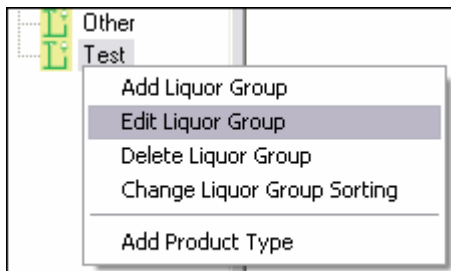 Other
Test
Add Liquor Group
Edit Liquor Group
Delete Liquor Group
Change Liquor Group Sorting
Add Product Type